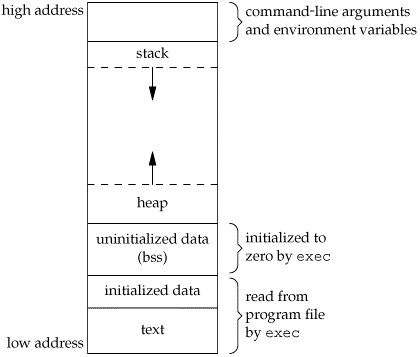 high address
command-line arguments
and environment variables
stack
heap
uninitialized data
(bss)
initialized to
zero by exec
initialized data
read from
program file
by exec
text
low address